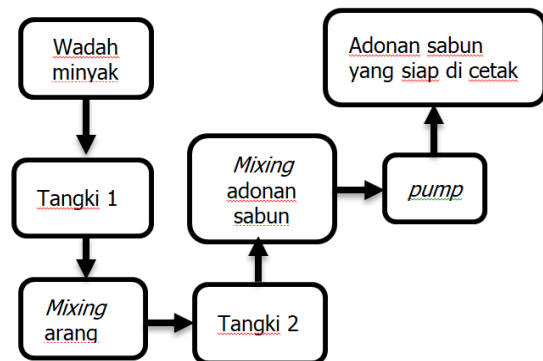 Wadah
minyak
Tangki 1
Mixing
arang
Tangki 2
Mixing
adonan
sabun
pump
Adonan sabun
yang siap di cetak